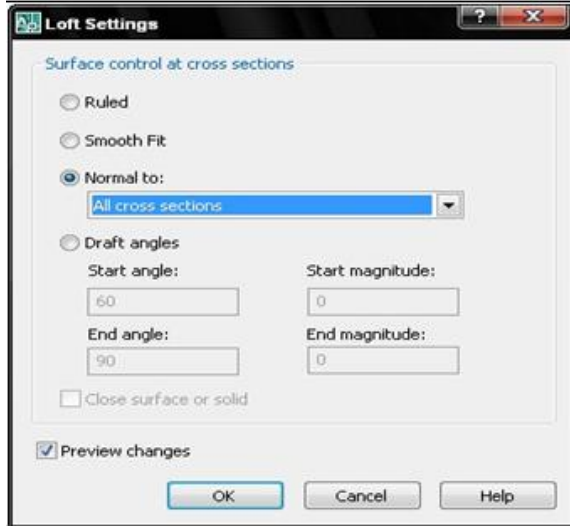 Loft Settings
Surface control at cross sections
Ruled
Smooth Fit
Normal to:
All cross sections
Draft angles
Start angle: Start magnitude:
60 0
End angle: End magnitude:
90 0
Close surface or solid
Preview changes
OK Cancel Help